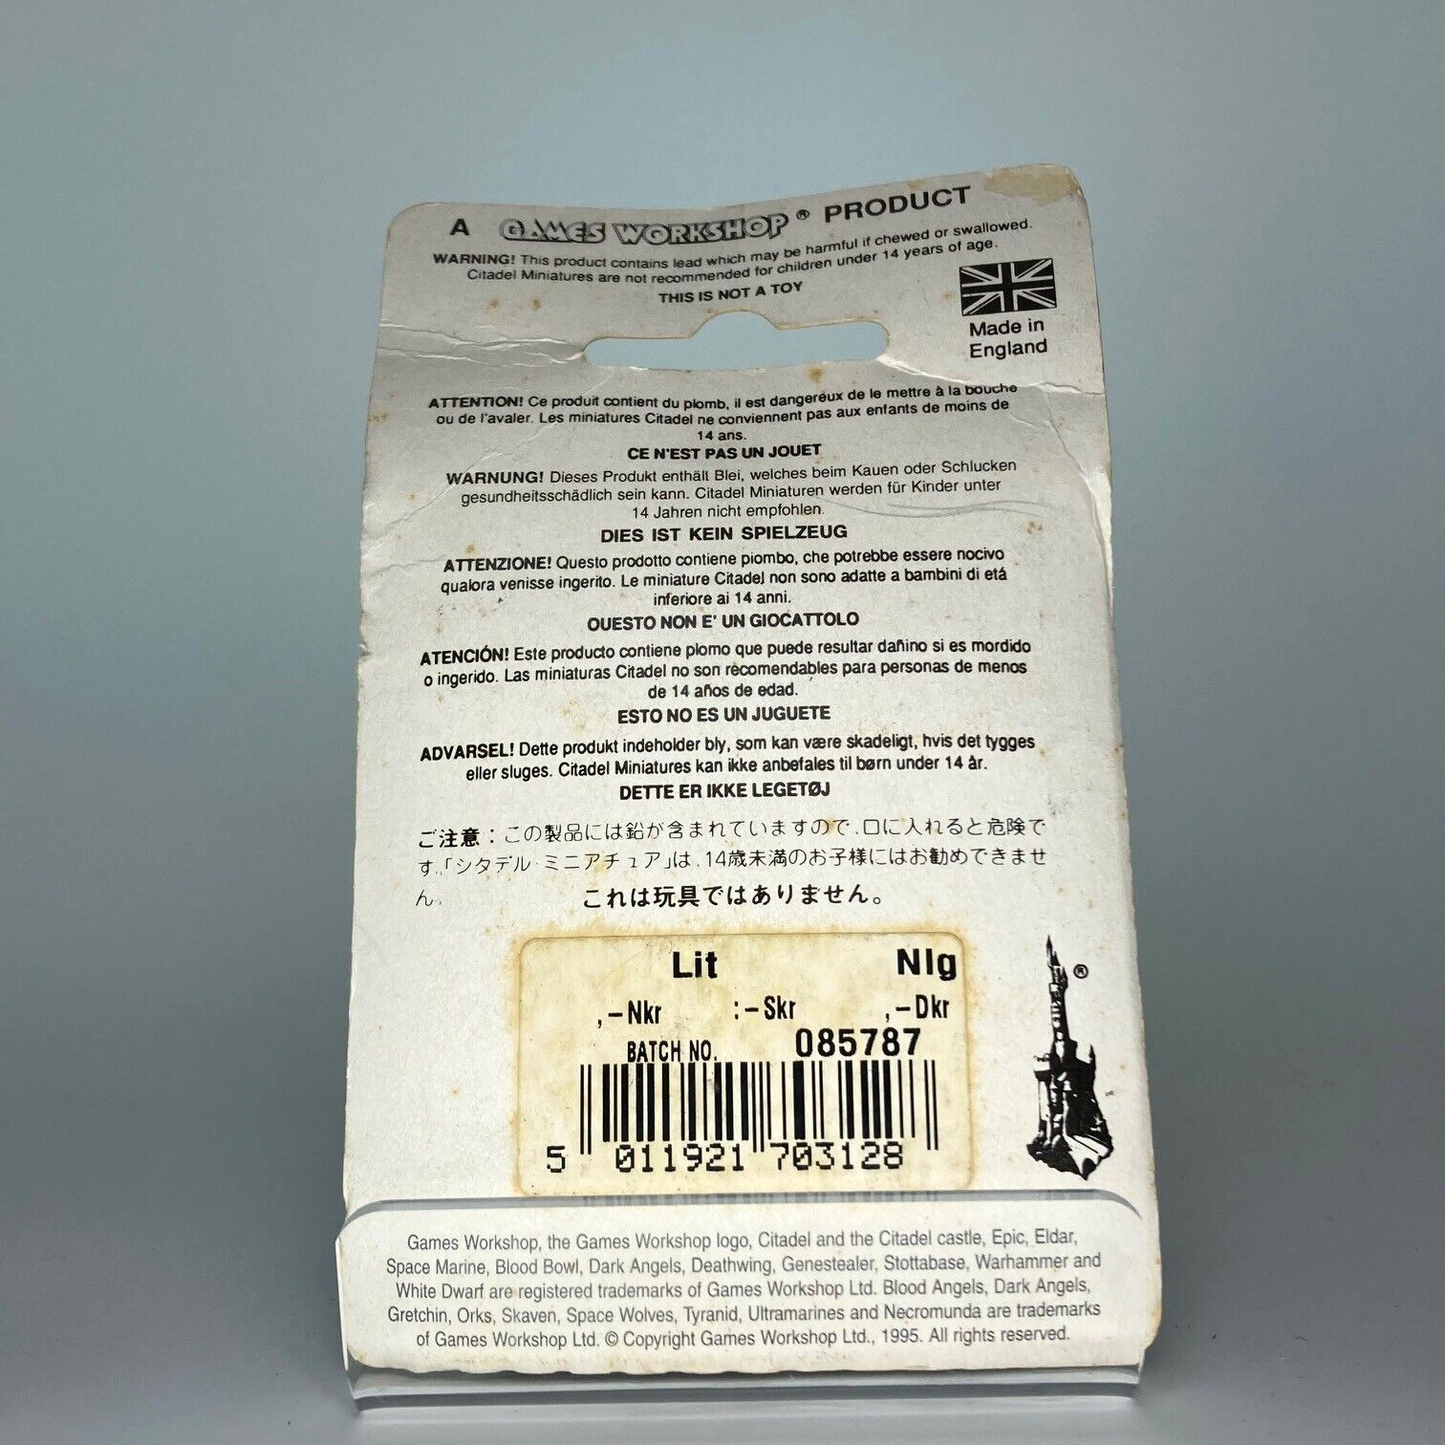 A GAMES WORKSHOP® PRODUCT
WARNING! This product contains lead which may be harmful if chewed or swallowed.
Citadel Miniatures are not recommended for children under 14 years of age.
THIS IS NOT A TOY
Made in
England
ATTENTION! Ce produit contient du plomb, il est dangereux de le mettre à la bouche
ou de l'avaler. Les miniatures Citadel ne conviennent pas aux enfants de moins de
14 ans.
CE N'EST PAS UN JOUET
WARNUNG! Dieses Produkt enthält Blei, welches beim Kauen oder Schlucken
gesundheitsschädlich sein kann. Citadel Miniaturen werden für Kinder unter
14 Jahren nicht empfohlen.
DIES IST KEIN SPIELZEUG
ATTENZIONE! Questo prodotto contiene piombo, che potrebbe essere nocivo
qualora venisse ingerito. Le miniature Citadel non sono adatte a bambini di etá
inferiore ai 14 anni.
QUESTO NON E' UN GIOCATTOLO
ATENCIÓN! Este producto contiene plomo que puede resultar dañino si es mordido
o ingerido. Las miniaturas Citadel no son recomendables para personas de menos
de 14 años de edad.
ESTO NO ES UN JUGUETE
ADVARSEL! Dette produkt indeholder bly, som kan være skadeligt, hvis det tygges
eller sluges. Citadel Miniatures kan ikke anbefales til børn under 14 år.
DETTE ER IKKE LEGETØJ
ご注意：この製品には鉛が含まれていますので、口に入れると危険で
す。「シタデル・ミニアチュア」は、14歳未満のお子様にはお勧めできませ
ん。
これは玩具ではありません。
Lit Nlg
,-Nkr :-Skr ,-Dkr
BATCH NO. 085787
5 011921 703128
®
Games Workshop, the Games Workshop logo, Citadel and the Citadel castle, Epic, Eldar,
Space Marine, Blood Bowl, Dark Angels, Deathwing, Genestealer, Stottabase, Warhammer and
White Dwarf are registered trademarks of Games Workshop Ltd. Blood Angels, Dark Angels,
Gretchin, Orks, Skaven, Space Wolves, Tyranid, Ultramarines and Necromunda are trademarks
of Games Workshop Ltd. © Copyright Games Workshop Ltd., 1995. All rights reserved.